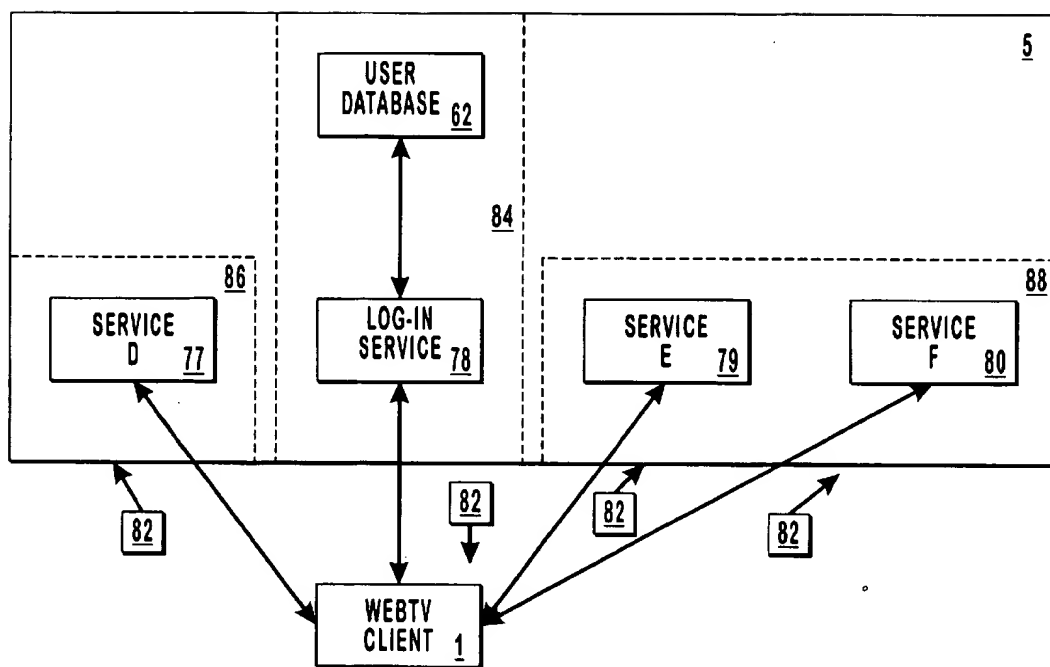 5
USER
DATABASE 62
84
86
88
SERVICE
D 77
LOG-IN
SERVICE 78
SERVICE
E 79
SERVICE
F 80
82
82
82
82
WEBTV
CLIENT 1